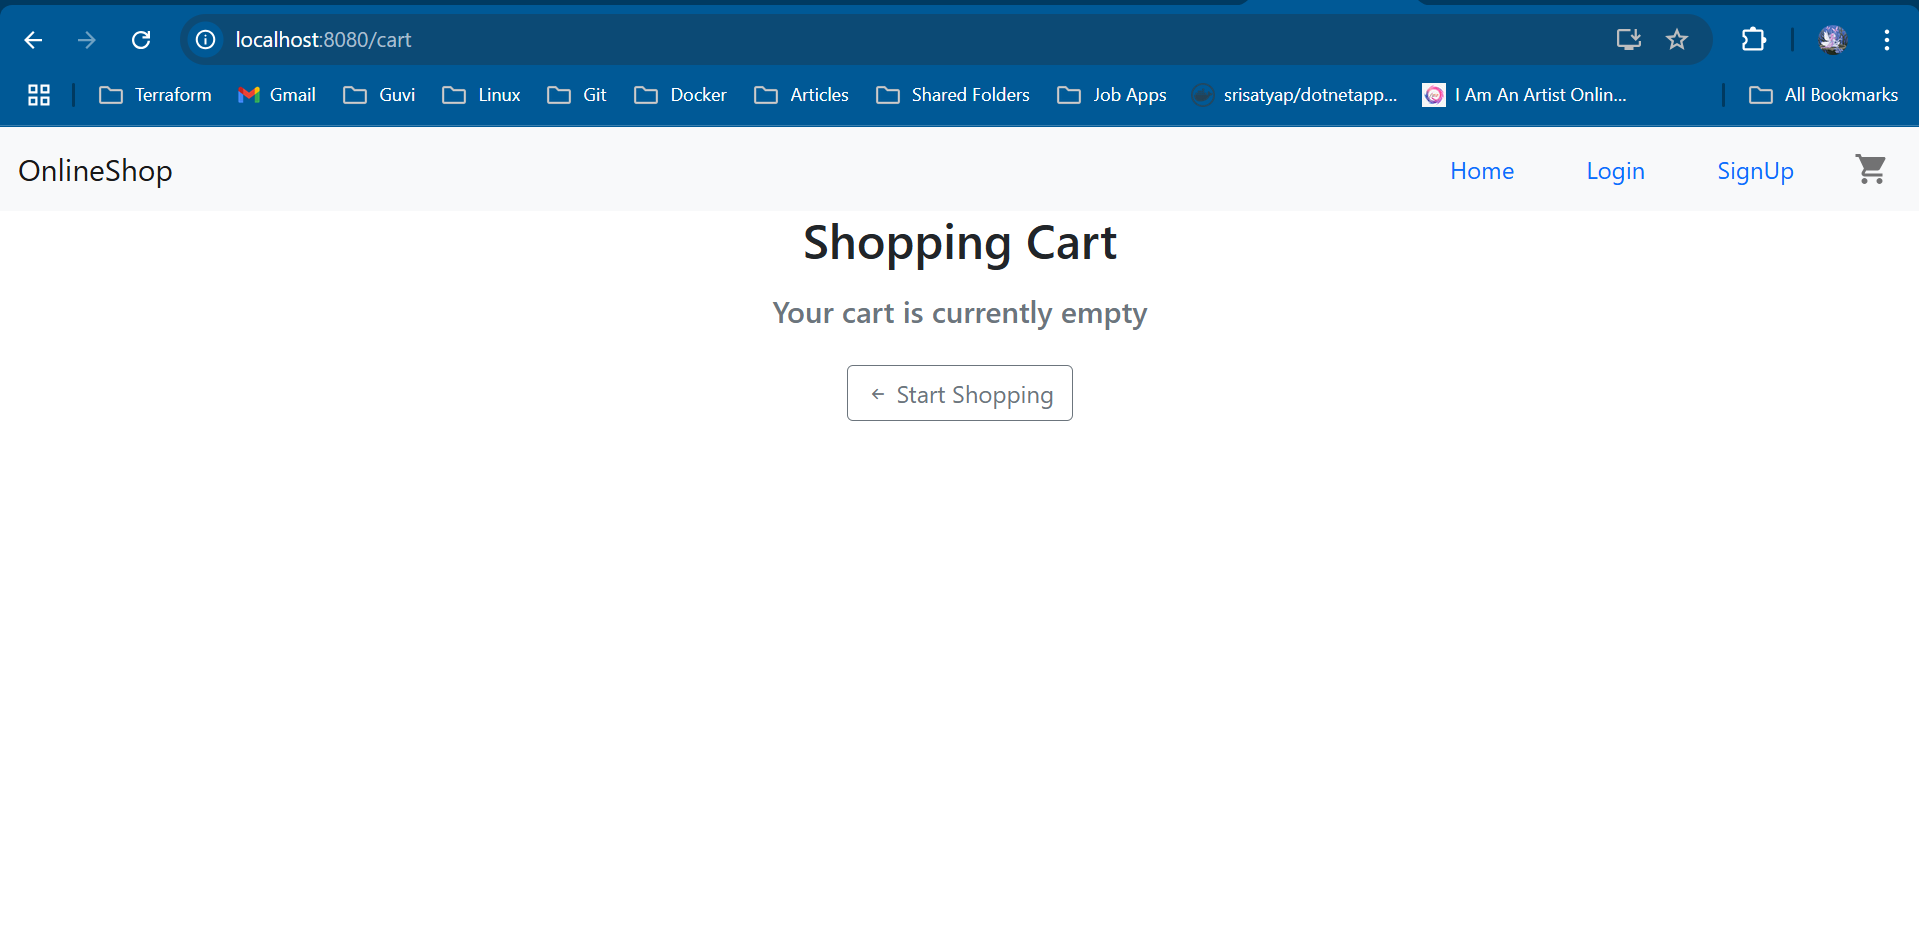 localhost:8080/cart
Terraform Gmail Guvi Linux Git Docker Articles Shared Folders Job Apps srisatyap/dotnetapp... I Am An Artist Onlin... All Bookmarks
OnlineShop Home Login SignUp
Shopping Cart
Your cart is currently empty
← Start Shopping